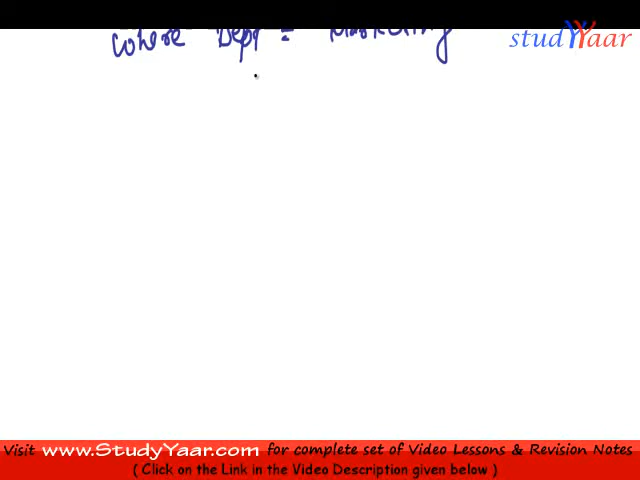 where Dept = Marketing
studYYaar
Visit www.StudyYaar.com for complete set of Video Lessons & Revision Notes
( Click on the Link in the Video Description given below )